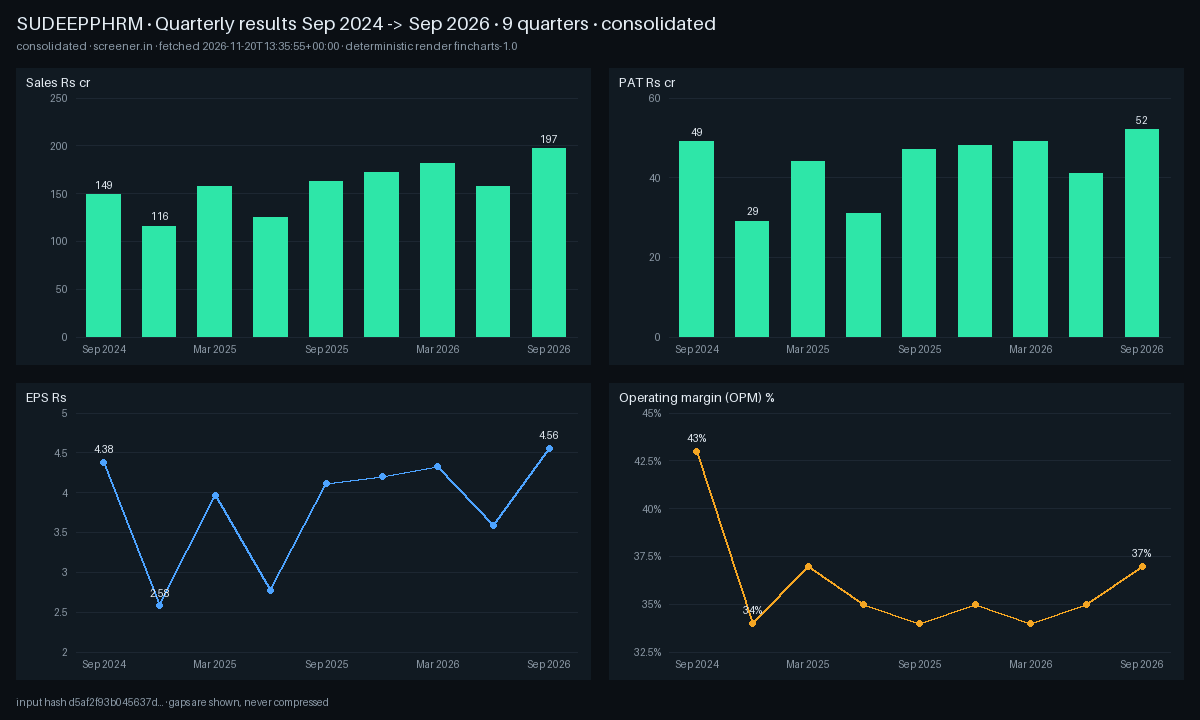 SUDEEPPHRM · Quarterly results Sep 2024 -> Sep 2026 · 9 quarters · consolidated
consolidated · screener.in · fetched 2026-11-20T13:35:55+00:00 · deterministic render fincharts-1.0
Sales Rs cr
250
200
150
100
50
0
149
116
197
Sep 2024
Mar 2025
Sep 2025
Mar 2026
Sep 2026
PAT Rs cr
60
40
20
0
49
29
52
Sep 2024
Mar 2025
Sep 2025
Mar 2026
Sep 2026
EPS Rs
5
4.5
4
3.5
3
2.5
2
4.38
2.58
4.56
Sep 2024
Mar 2025
Sep 2025
Mar 2026
Sep 2026
Operating margin (OPM) %
45%
42.5%
40%
37.5%
35%
32.5%
43%
34%
37%
Sep 2024
Mar 2025
Sep 2025
Mar 2026
Sep 2026
input hash d5af2f93b045637d… · gaps are shown, never compressed